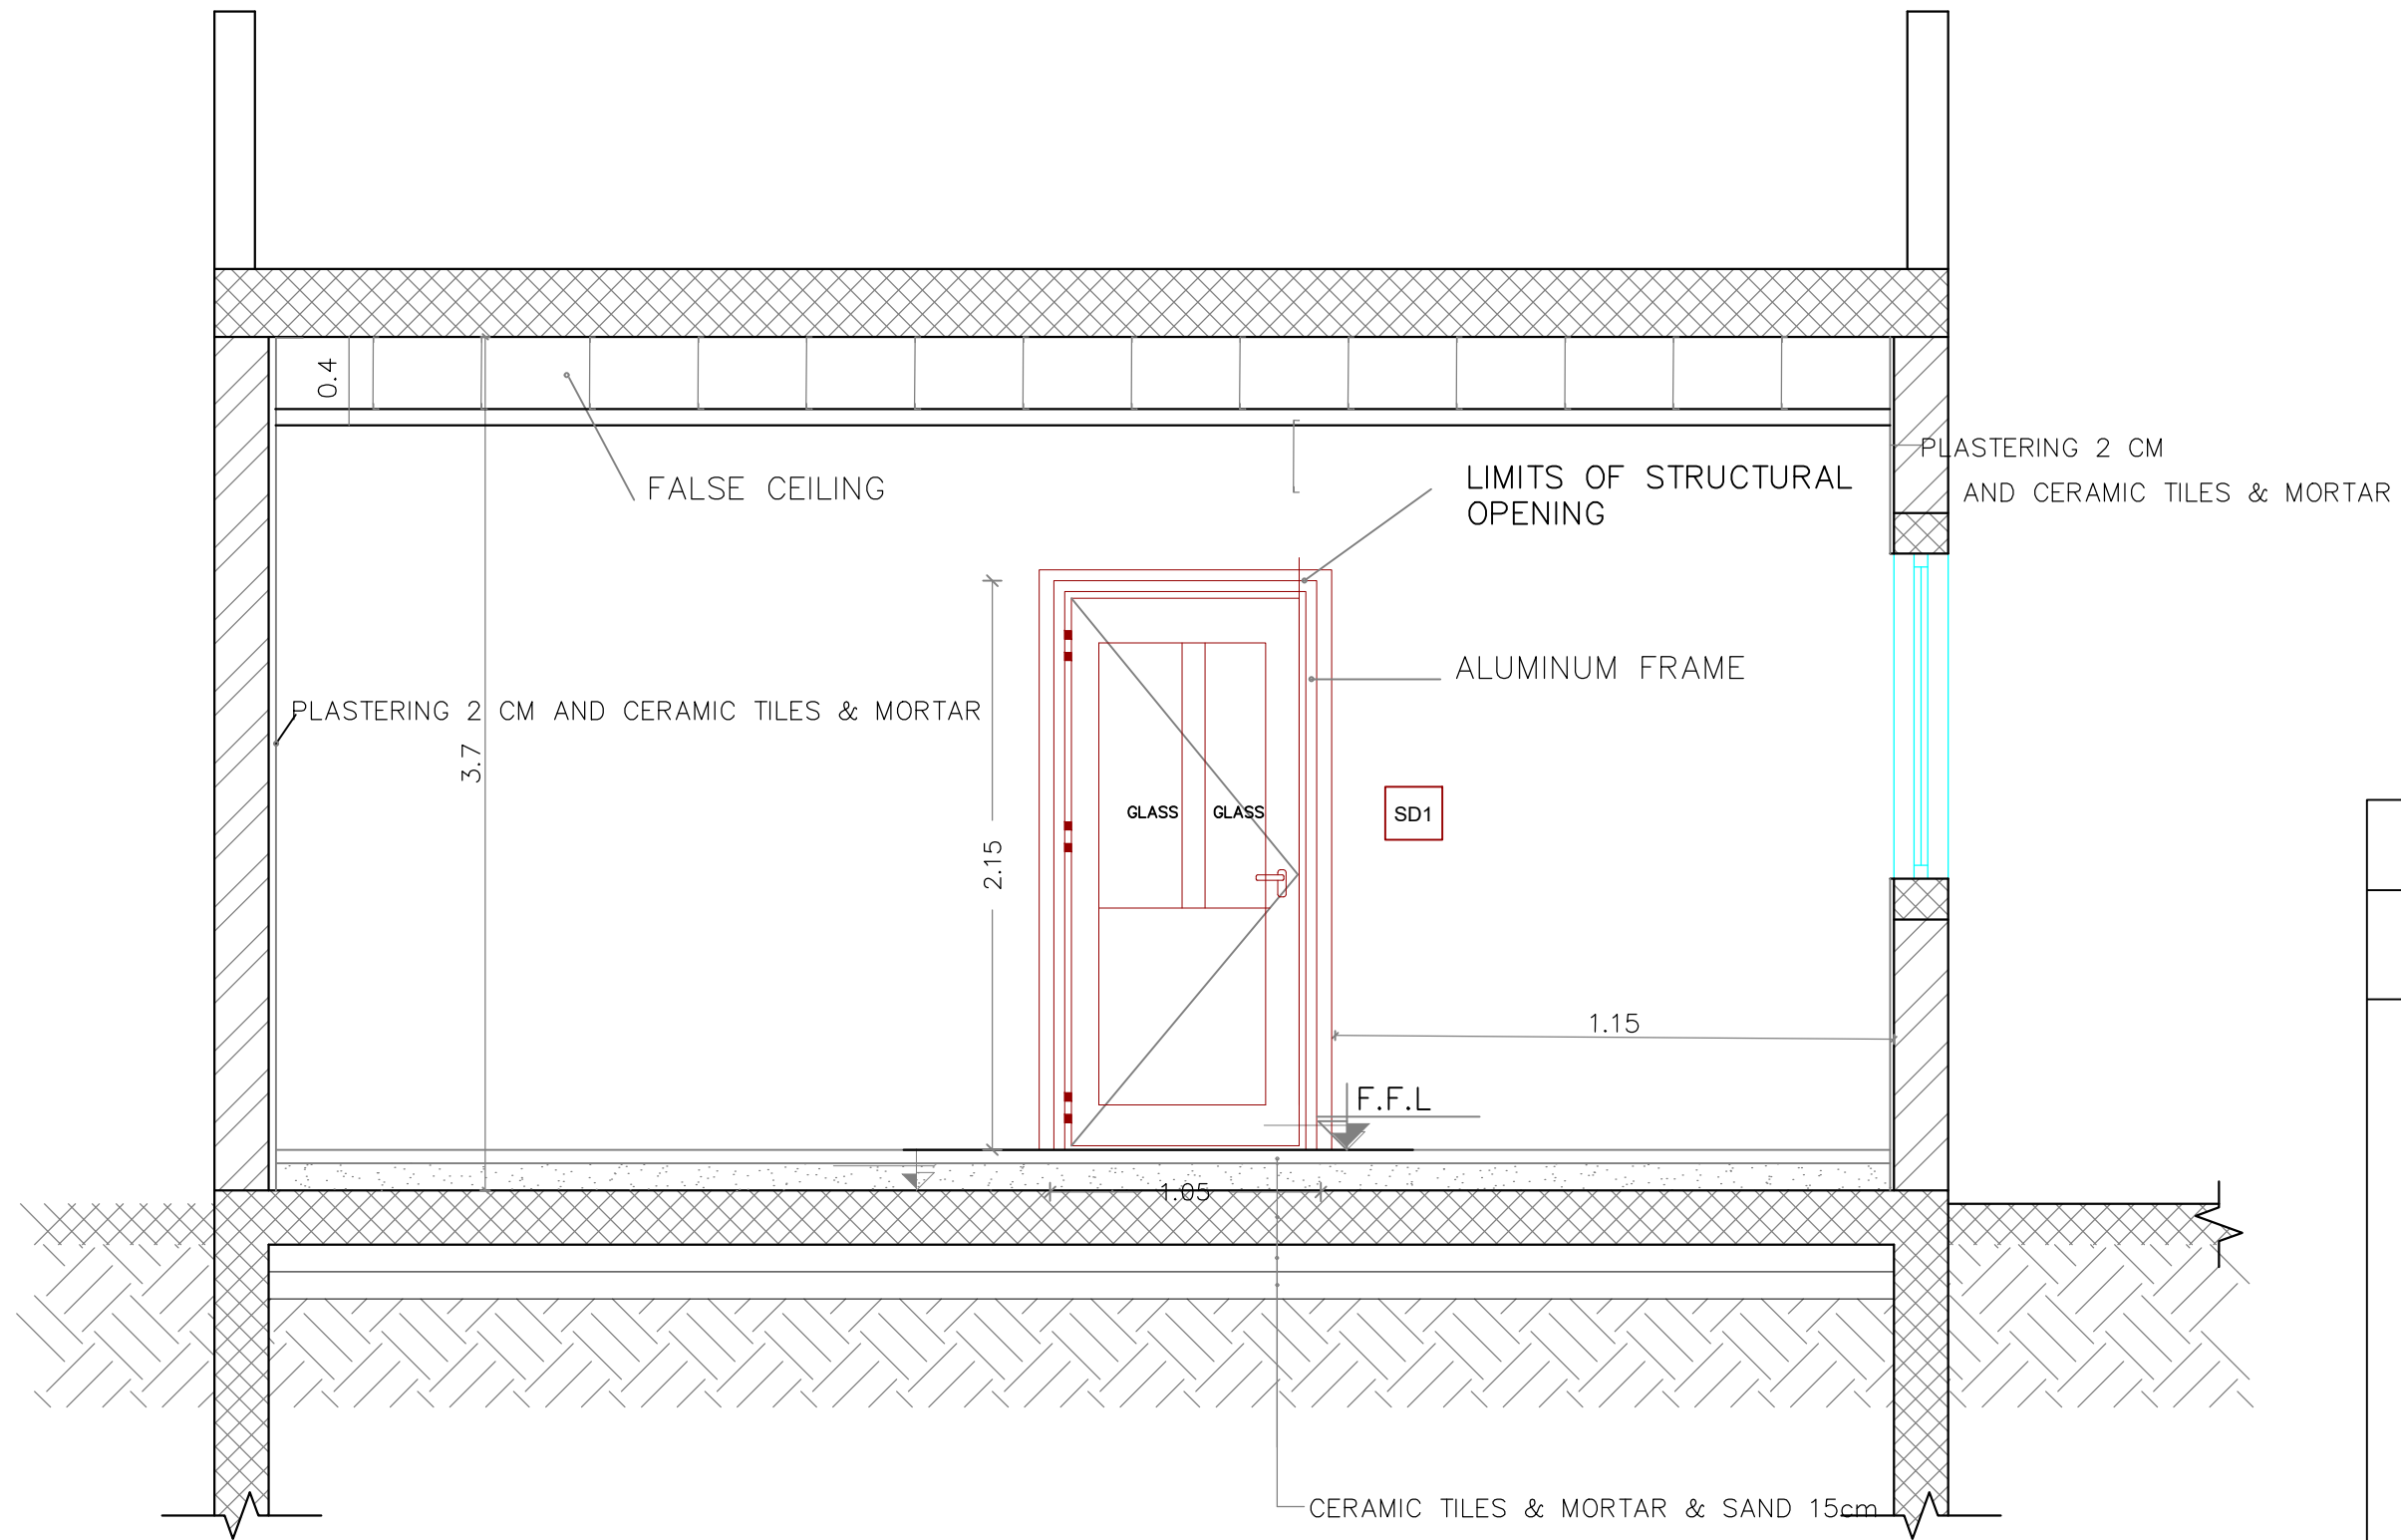 0.4
FALSE CEILING
LIMITS OF STRUCTURAL
OPENING
PLASTERING 2 CM
AND CERAMIC TILES & MORTAR
ALUMINUM FRAME
PLASTERING 2 CM AND CERAMIC TILES & MORTAR
3.7
GLASS
GLASS
SD1
2.15
1.15
F.F.L
1.05
CERAMIC TILES & MORTAR & SAND 15cm